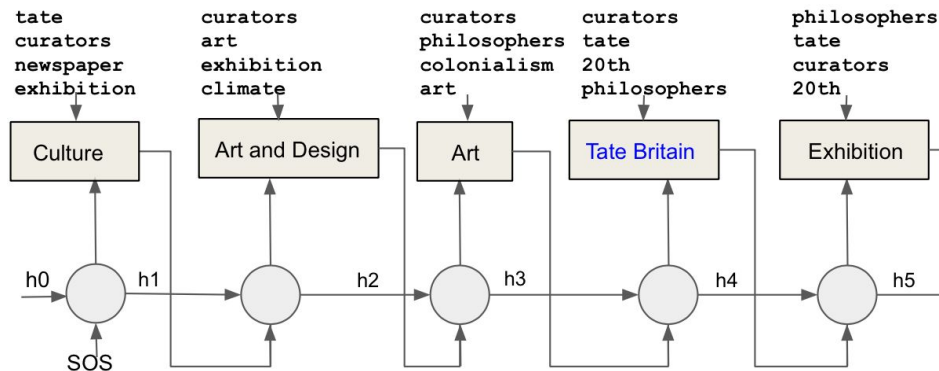 tate
curators
newspaper
exhibition
curators
art
exhibition
climate
curators
philosophers
colonialism
art
curators
tate
20th
philosophers
philosophers
tate
curators
20th
Culture
Art and Design
Art
Tate Britain
Exhibition
h0
h1
h2
h3
h4
h5
SOS